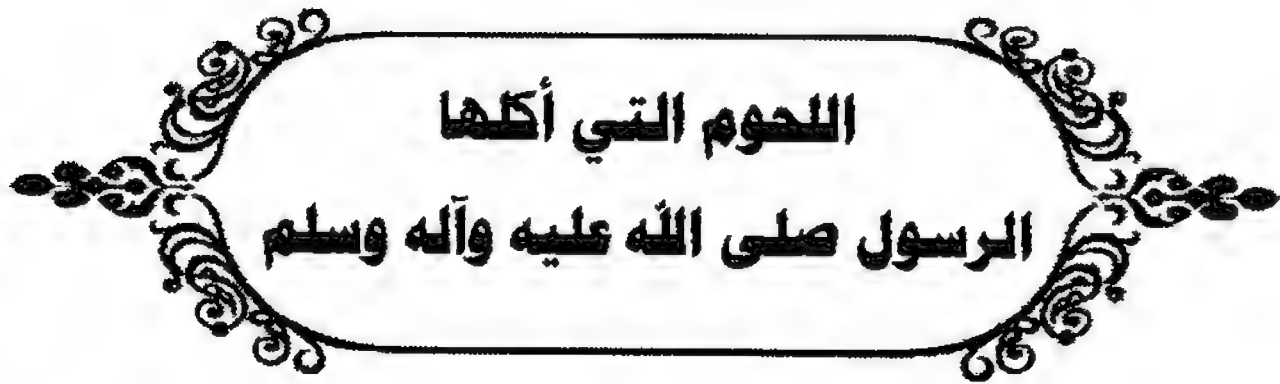 اللحوم التي أكلها
الرسول صلى الله عليه وآله وسلم